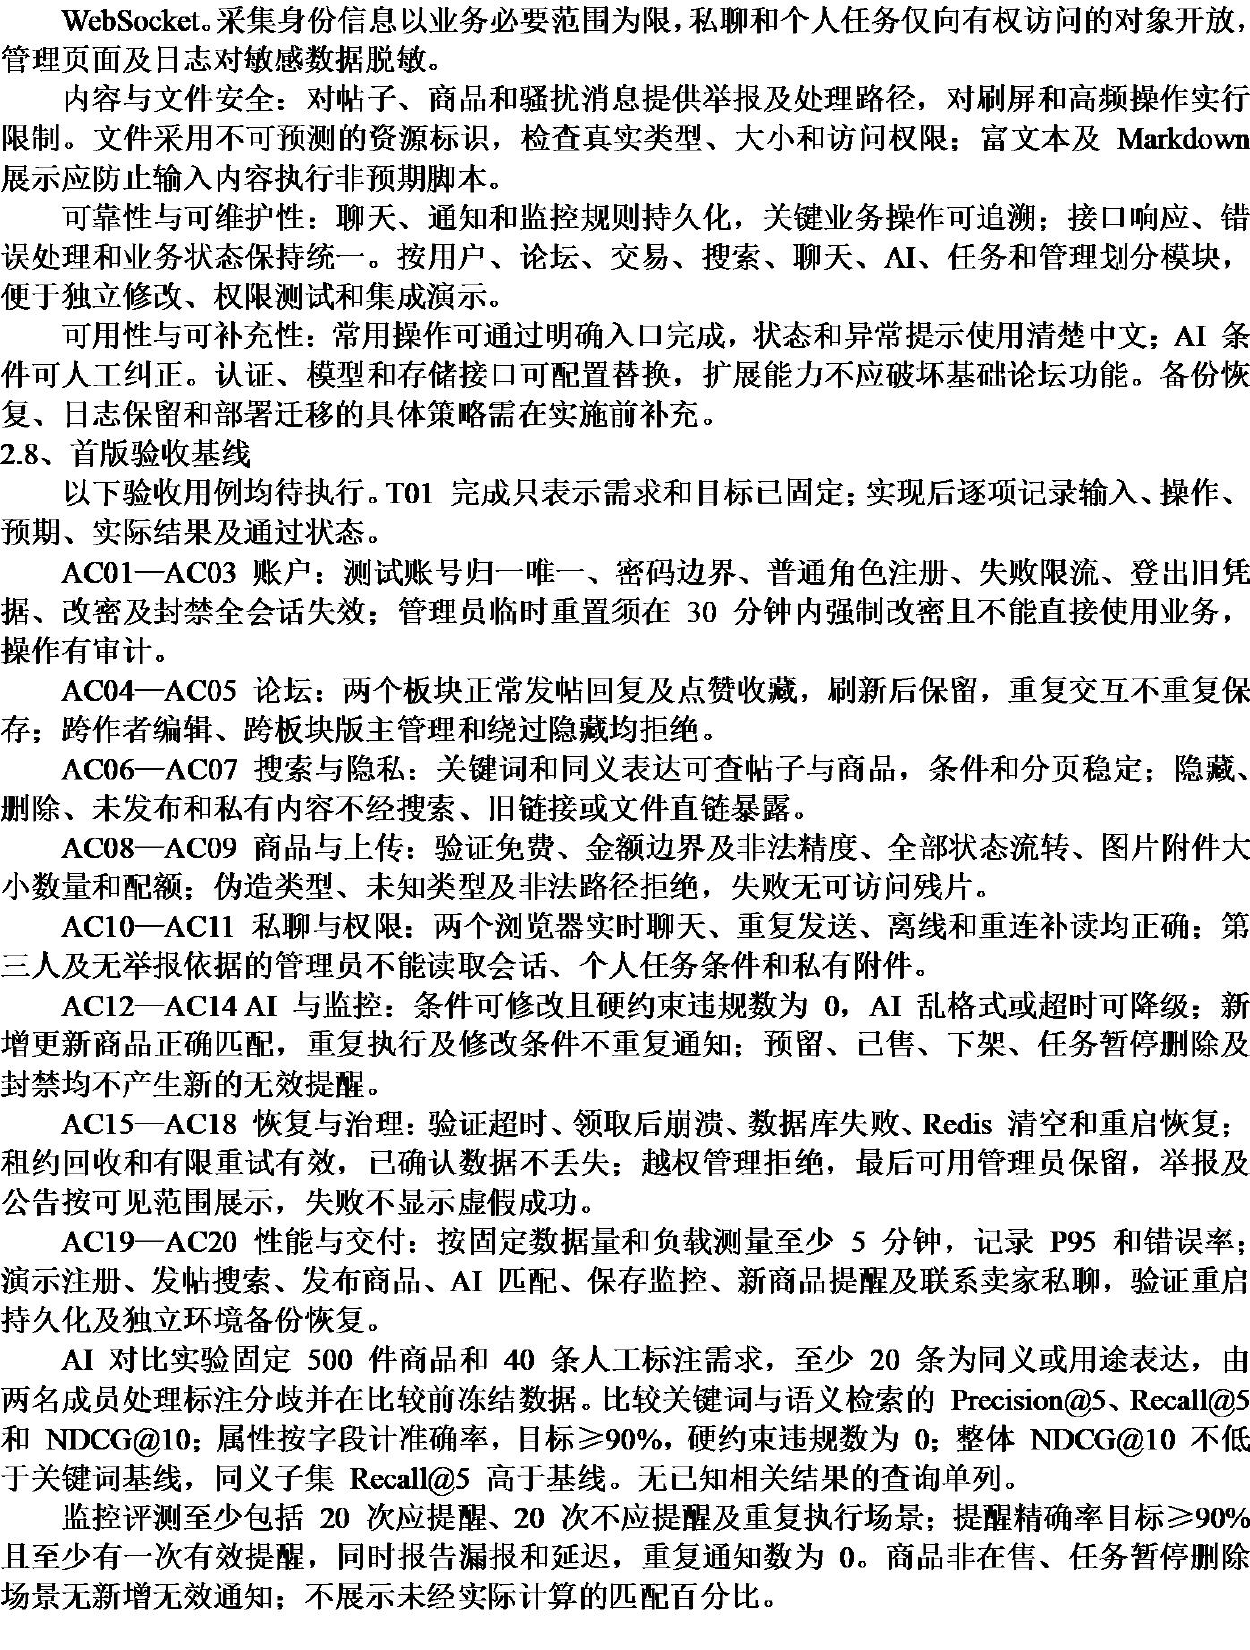 WebSocket。采集身份信息以业务必要范围为限，私聊和个人任务仅向有权访问的对象开放，
管理页面及日志对敏感数据脱敏。
内容与文件安全：对帖子、商品和骚扰消息提供举报及处理路径，对刷屏和高频操作实行
限制。文件采用不可预测的资源标识，检查真实类型、大小和访问权限；富文本及 Markdown
展示应防止输入内容执行非预期脚本。
可靠性与可维护性：聊天、通知和监控规则持久化，关键业务操作可追溯；接口响应、错
误处理和业务状态保持统一。按用户、论坛、交易、搜索、聊天、AI、任务和管理划分模块，
便于独立修改、权限测试和集成演示。
可用性与可补充性：常用操作可通过明确入口完成，状态和异常提示使用清楚中文；AI 条
件可人工纠正。认证、模型和存储接口可配置替换，扩展能力不应破坏基础论坛功能。备份恢
复、日志保留和部署迁移的具体策略需在实施前补充。
2.8、首版验收基线
以下验收用例均待执行。T01 完成只表示需求和目标已固定；实现后逐项记录输入、操作、
预期、实际结果及通过状态。
AC01—AC03 账户：测试账号归一唯一、密码边界、普通角色注册、失败限流、登出旧凭
据、改密及封禁全会话失效；管理员临时重置须在 30 分钟内强制改密且不能直接使用业务，
操作有审计。
AC04—AC05 论坛：两个板块正常发帖回复及点赞收藏，刷新后保留，重复交互不重复保
存；跨作者编辑、跨板块版主管理和绕过隐藏均拒绝。
AC06—AC07 搜索与隐私：关键词和同义表达可查帖子与商品，条件和分页稳定；隐藏、
删除、未发布和私有内容不经搜索、旧链接或文件直链暴露。
AC08—AC09 商品与上传：验证免费、金额边界及非法精度、全部状态流转、图片附件大
小数量和配额；伪造类型、未知类型及非法路径拒绝，失败无可访问残片。
AC10—AC11 私聊与权限：两个浏览器实时聊天、重复发送、离线和重连补读均正确；第
三人及无举报依据的管理员不能读取会话、个人任务条件和私有附件。
AC12—AC14 AI 与监控：条件可修改且硬约束违规数为 0，AI 乱格式或超时可降级；新
增更新商品正确匹配，重复执行及修改条件不重复通知；预留、已售、下架、任务暂停删除及
封禁均不产生新的无效提醒。
AC15—AC18 恢复与治理：验证超时、领取后崩溃、数据库失败、Redis 清空和重启恢复；
租约回收和有限重试有效，已确认数据不丢失；越权管理拒绝，最后可用管理员保留，举报及
公告按可见范围展示，失败不显示虚假成功。
AC19—AC20 性能与交付：按固定数据量和负载测量至少 5 分钟，记录 P95 和错误率；
演示注册、发帖搜索、发布商品、AI 匹配、保存监控、新商品提醒及联系卖家私聊，验证重启
持久化及独立环境备份恢复。
AI 对比实验固定 500 件商品和 40 条人工标注需求，至少 20 条为同义或用途表达，由
两名成员处理标注分歧并在比较前冻结数据。比较关键词与语义检索的 Precision@5、Recall@5
和 NDCG@10；属性按字段计准确率，目标≥90%，硬约束违规数为 0；整体 NDCG@10 不低
于关键词基线，同义子集 Recall@5 高于基线。无已知相关结果的查询单列。
监控评测至少包括 20 次应提醒、20 次不应提醒及重复执行场景；提醒精确率目标≥90%
且至少有一次有效提醒，同时报告漏报和延迟，重复通知数为 0。商品非在售、任务暂停删除
场景无新增无效通知；不展示未经实际计算的匹配百分比。